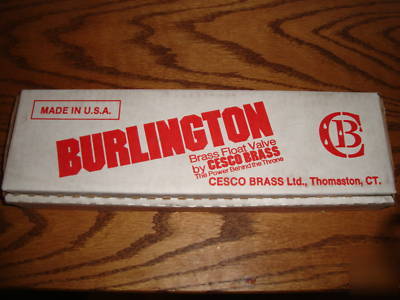 MADE IN U.S.A.
BURLINGTON
Brass Float Valve
by CESCO BRASS
The Power Behind the Throne
CESCO BRASS Ltd., Thomaston, CT.
CB